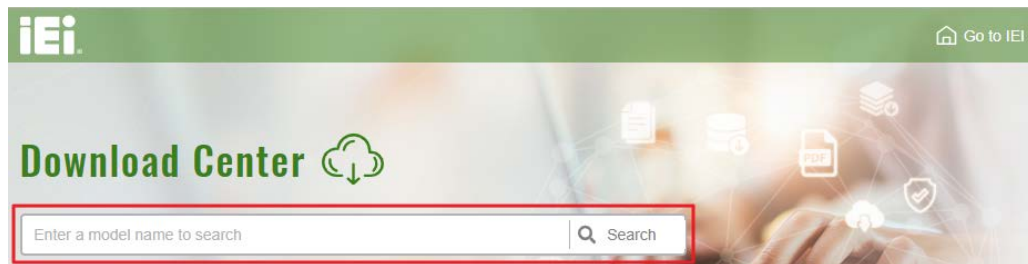 iEi.
Go to IEI
Download Center
PDF
Enter a model name to search
Search